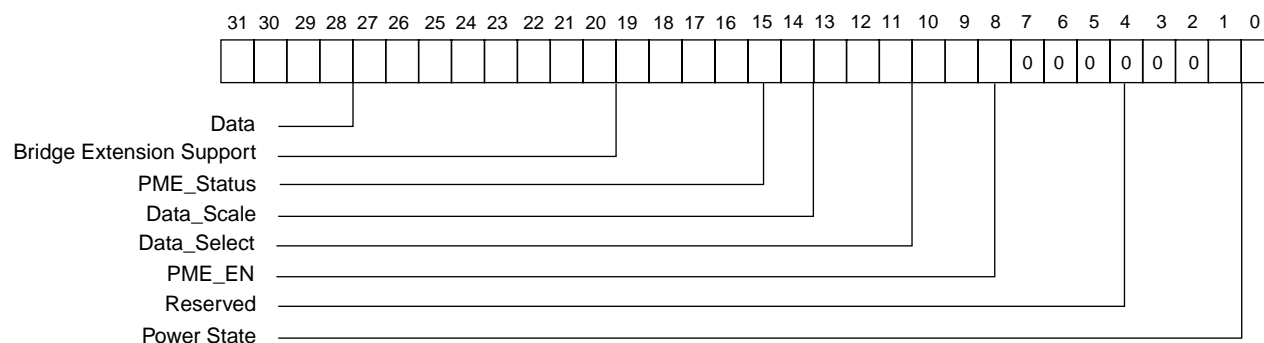 31 30 29 28 27 26 25 24 23 22 21 20 19 18 17 16 15 14 13 12 11 10 9 8 7 6 5 4 3 2 1 0
0 0 0 0 0 0
Data
Bridge Extension Support
PME_Status
Data_Scale
Data_Select
PME_EN
Reserved
Power State